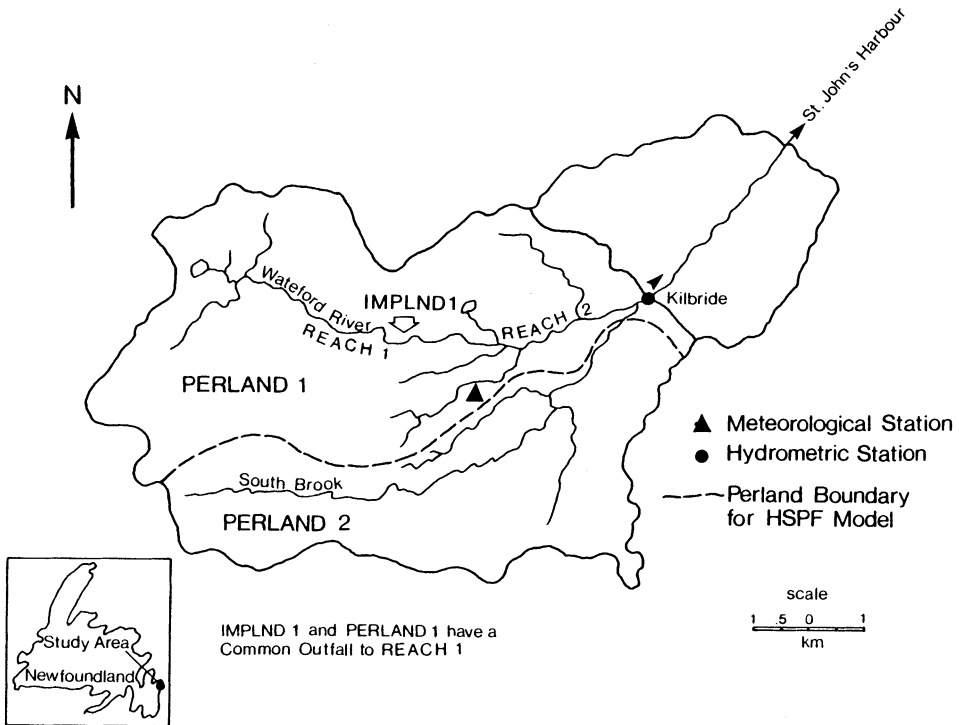 St. John's Harbour
N
Wateford River
IMPLND1
REACH 1
REACH 2
Kilbride
PERLAND 1
Meteorological Station
Hydrometric Station
South Brook
Perland Boundary
for HSPF Model
PERLAND 2
scale
1 .5 0 1
km
IMPLND 1 and PERLAND 1 have a
Common Outfall to REACH 1
Study Area
Newfoundland